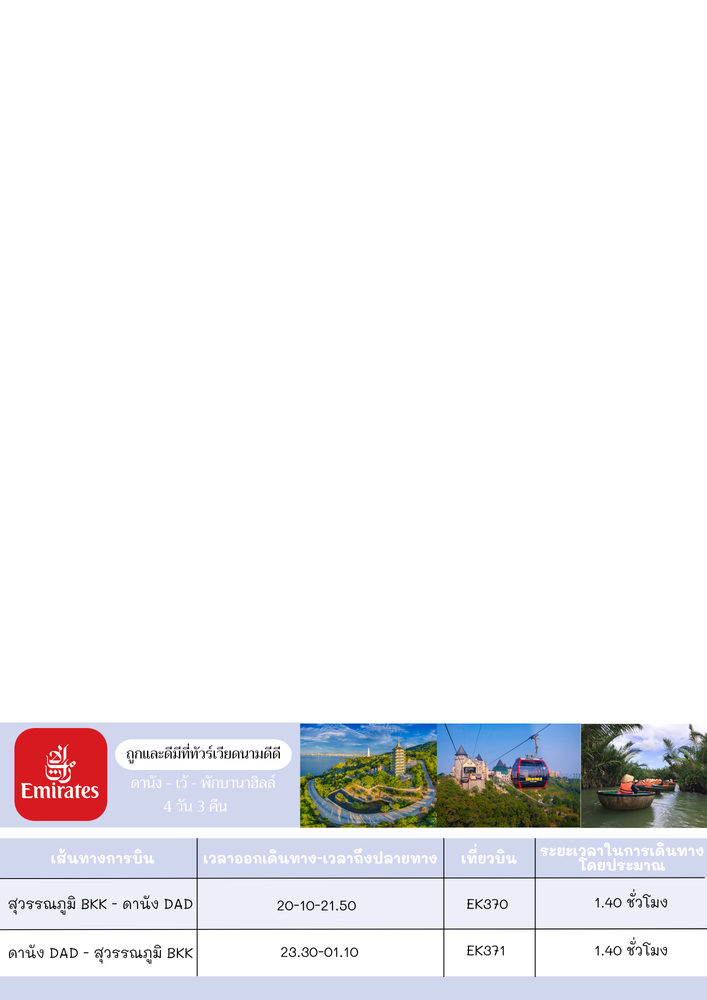 Emirates
ถูกและดีมีที่ทัวร์เวียดนามดีดี
ดานัง - เว้ - พักบานาฮิลล์
4 วัน 3 คืน
SUN WORLD
เส้นทางการบิน เวลาออกเดินทาง-เวลาถึงปลายทาง เที่ยวบิน ระยะเวลาในการเดินทาง
โดยประมาณ
สุวรรณภูมิ BKK - ดานัง DAD 20-10-21.50 EK370 1.40 ชั่วโมง
ดานัง DAD - สุวรรณภูมิ BKK 23.30-01.10 EK371 1.40 ชั่วโมง